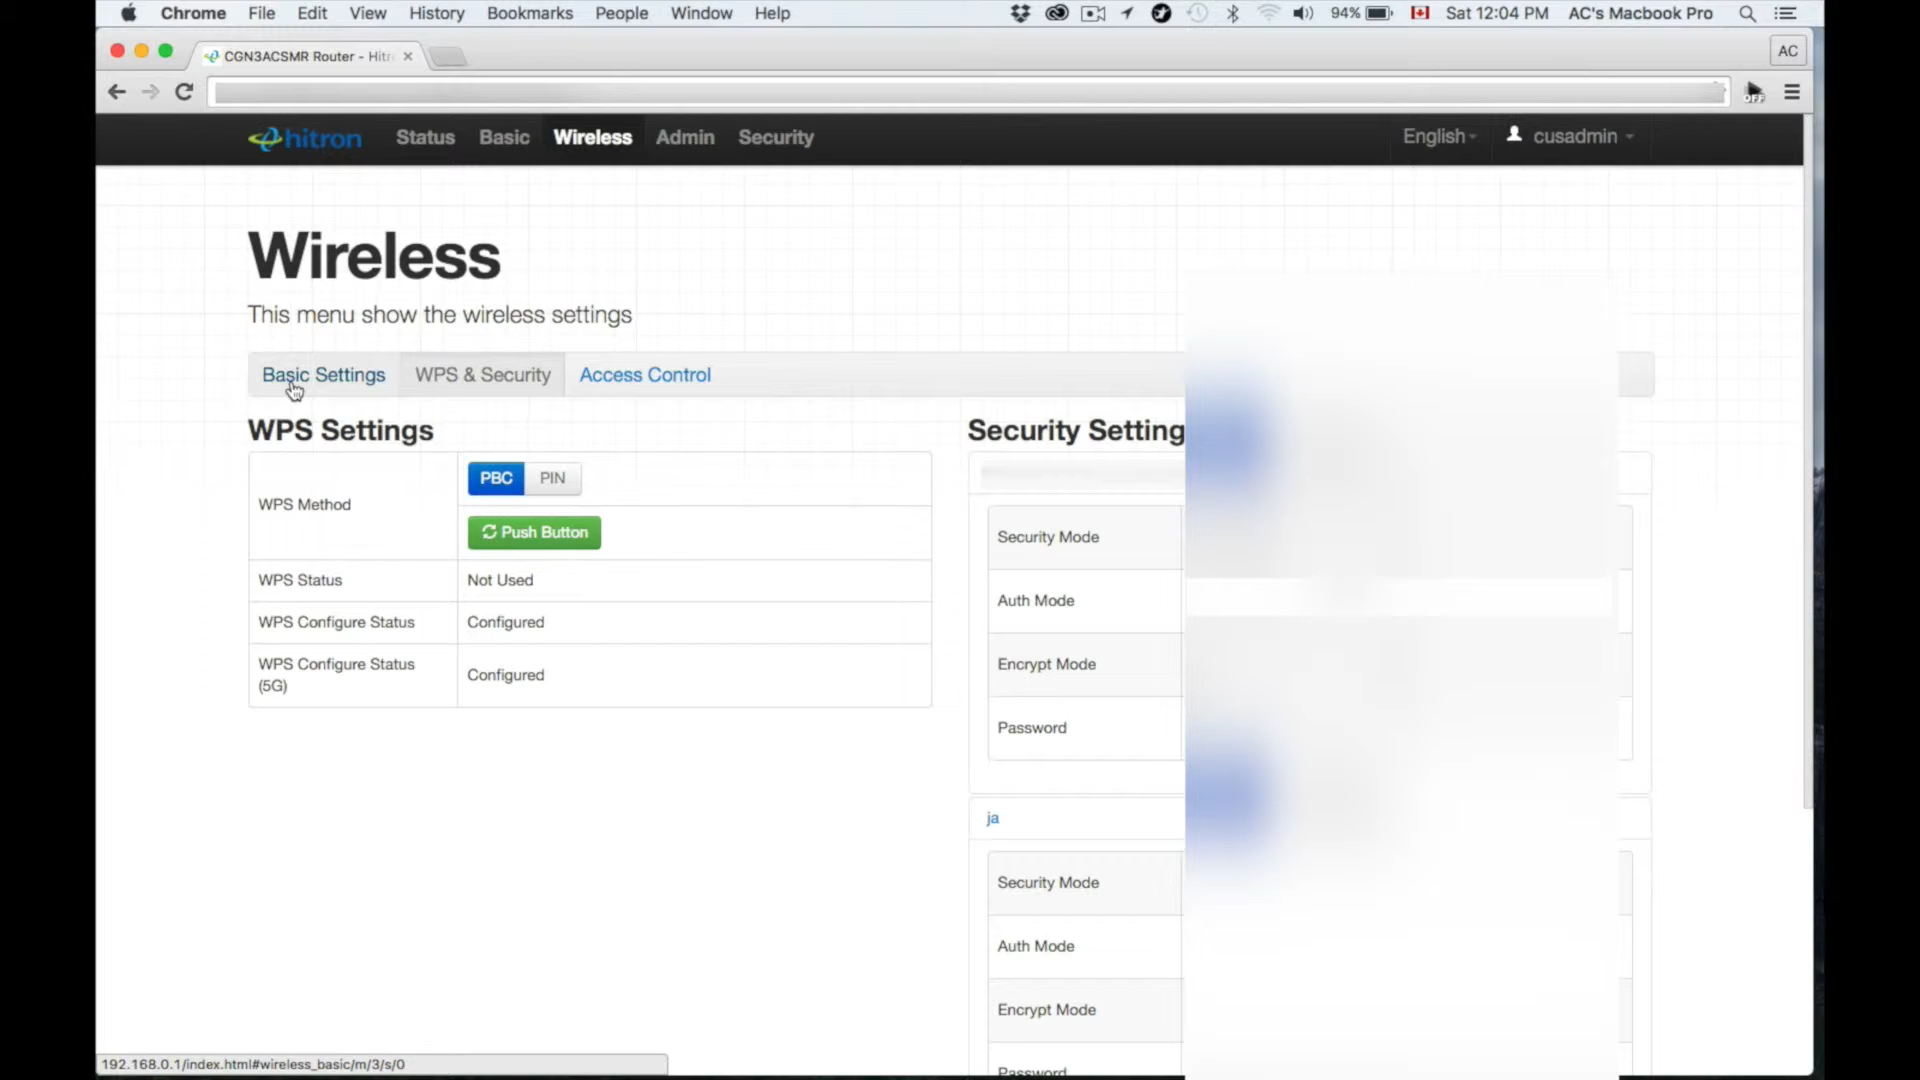 Chrome File Edit View History Bookmarks People Window Help 94% Sat 12:04 PM AC's Macbook Pro
CGN3ACSMR Router - Hitr AC
OFF
hitron Status Basic Wireless Admin Security English cusadmin
Wireless
This menu show the wireless settings
Basic Settings WPS & Security Access Control
WPS Settings
WPS Method PBC PIN
Push Button
WPS Status Not Used
WPS Configure Status Configured
WPS Configure Status
(5G) Configured
Security Setting
Security Mode
Auth Mode
Encrypt Mode
Password
ja
Security Mode
Auth Mode
Encrypt Mode
Password
192.168.0.1/index.html#wireless_basic/m/3/s/0